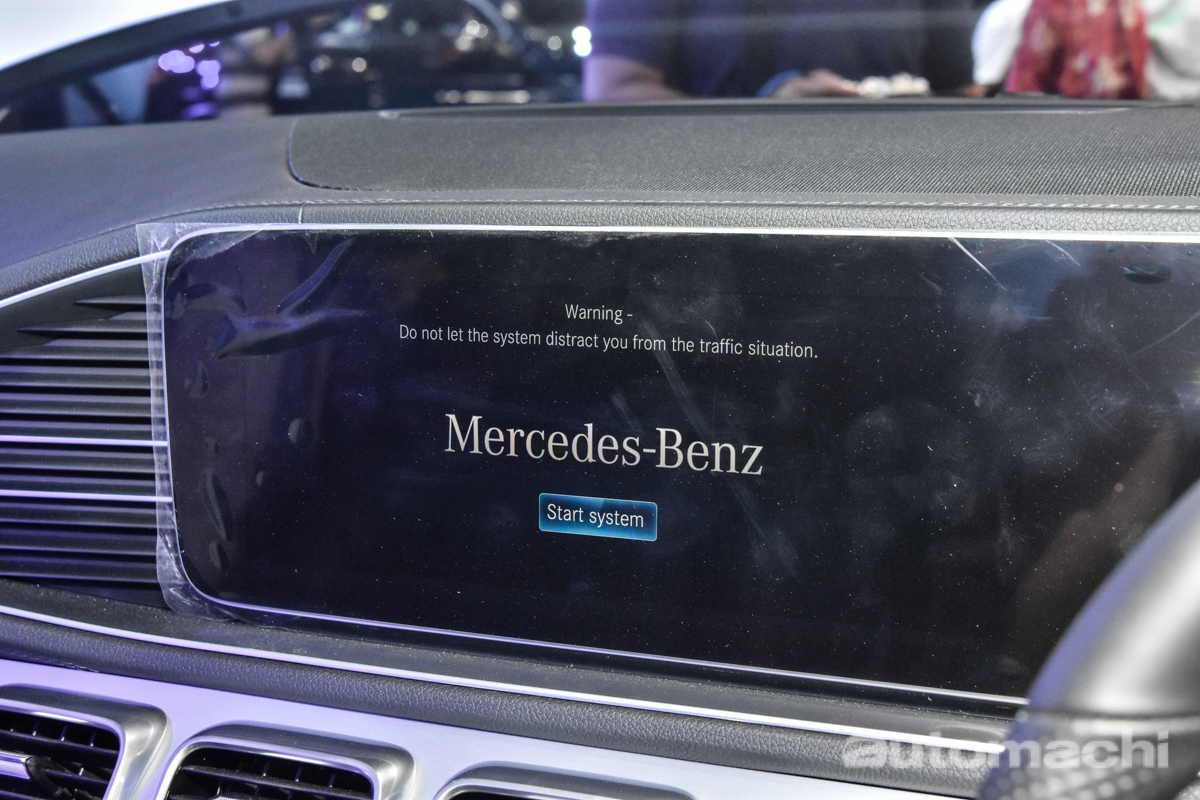 Warning -
Do not let the system distract you from the traffic situation.
Mercedes-Benz
Start system
automachi